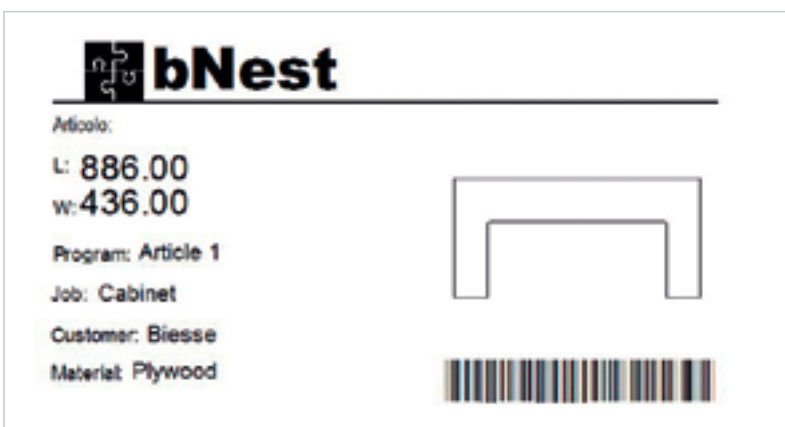 bNest
Articolo:
L: 886.00
W: 436.00
Program: Article 1
Job: Cabinet
Customer: Biesse
Material: Plywood